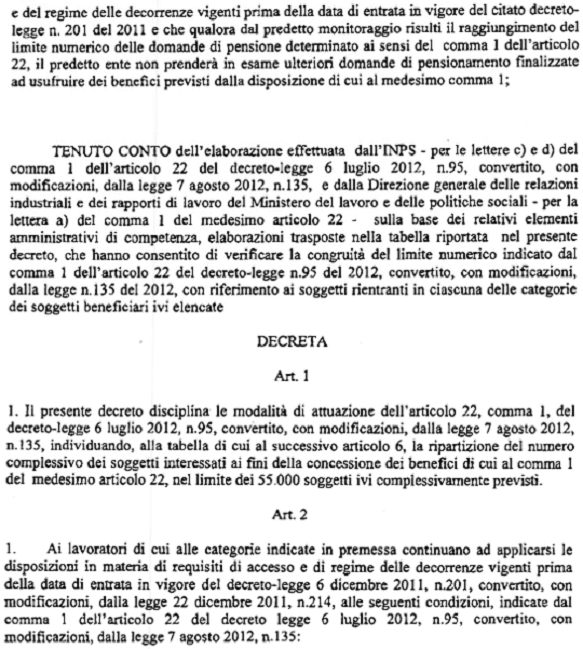 e del regime delle decorrenze vigenti prima della data di entrata in vigore del citato decreto-
legge n. 201 del 2011 e che qualora dal predetto monitoraggio risulti il raggiungimento del
limite numerico delle domande di pensione determinato ai sensi del comma 1 dell'articolo
22, il predetto ente non prenderà in esame ulteriori domande di pensionamento finalizzate
ad usufruire dei benefici previsti dalla disposizione di cui al medesimo comma 1;
TENUTO CONTO dell'elaborazione effettuata dall'INPS - per le lettere c) e d) del
comma 1 dell'articolo 22 del decreto-legge 6 luglio 2012, n.95, convertito, con
modificazioni, dalla legge 7 agosto 2012, n.135, e dalla Direzione generale delle relazioni
industriali e dei rapporti di lavoro del Ministero del lavoro e delle politiche sociali - per la
lettera a) del comma 1 del medesimo articolo 22 - sulla base dei relativi elementi
amministrativi di competenza, elaborazioni trasposte nella tabella riportata nel presente
decreto, che hanno consentito di verificare la congruità del limite numerico indicato dal
comma 1 dell'articolo 22 del decreto-legge n.95 del 2012, convertito, con modificazioni,
dalla legge n.135 del 2012, con riferimento ai soggetti rientranti in ciascuna delle categorie
dei soggetti beneficiari ivi elencate
DECRETA
Art. 1
1. Il presente decreto disciplina le modalità di attuazione dell'articolo 22, comma 1, del
decreto-legge 6 luglio 2012, n.95, convertito, con modificazioni, dalla legge 7 agosto 2012,
n.135, individuando, alla tabella di cui al successivo articolo 6, la ripartizione del numero
complessivo dei soggetti interessati ai fini della concessione dei benefici di cui al comma 1
del medesimo articolo 22, nel limite dei 55.000 soggetti ivi complessivamente previsti.
Art. 2
1. Ai lavoratori di cui alle categorie indicate in premessa continuano ad applicarsi le
disposizioni in materia di requisiti di accesso e di regime delle decorrenze vigenti prima
della data di entrata in vigore del decreto-legge 6 dicembre 2011, n.201, convertito, con
modificazioni, dalla legge 22 dicembre 2011, n.214, alle seguenti condizioni, indicate dal
comma 1 dell'articolo 22 del decreto legge 6 luglio 2012, n.95, convertito, con
modificazioni, dalla legge 7 agosto 2012, n.135: